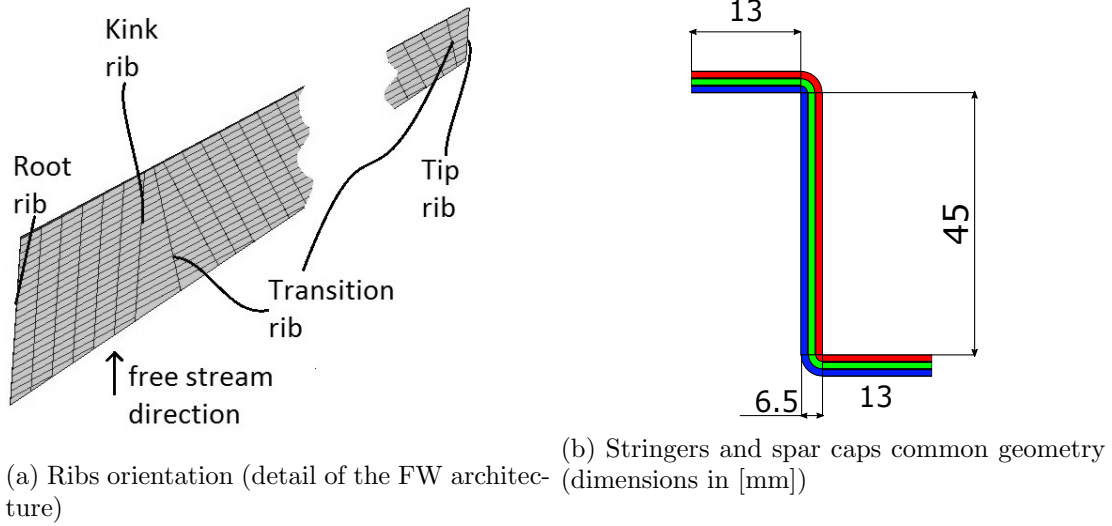 Kink
rib
Root
rib
Tip
rib
Transition
rib
free stream
direction
(a) Ribs orientation (detail of the FW architec-
ture)
13
45
6.5
13
(b) Stringers and spar caps common geometry
(dimensions in [mm])